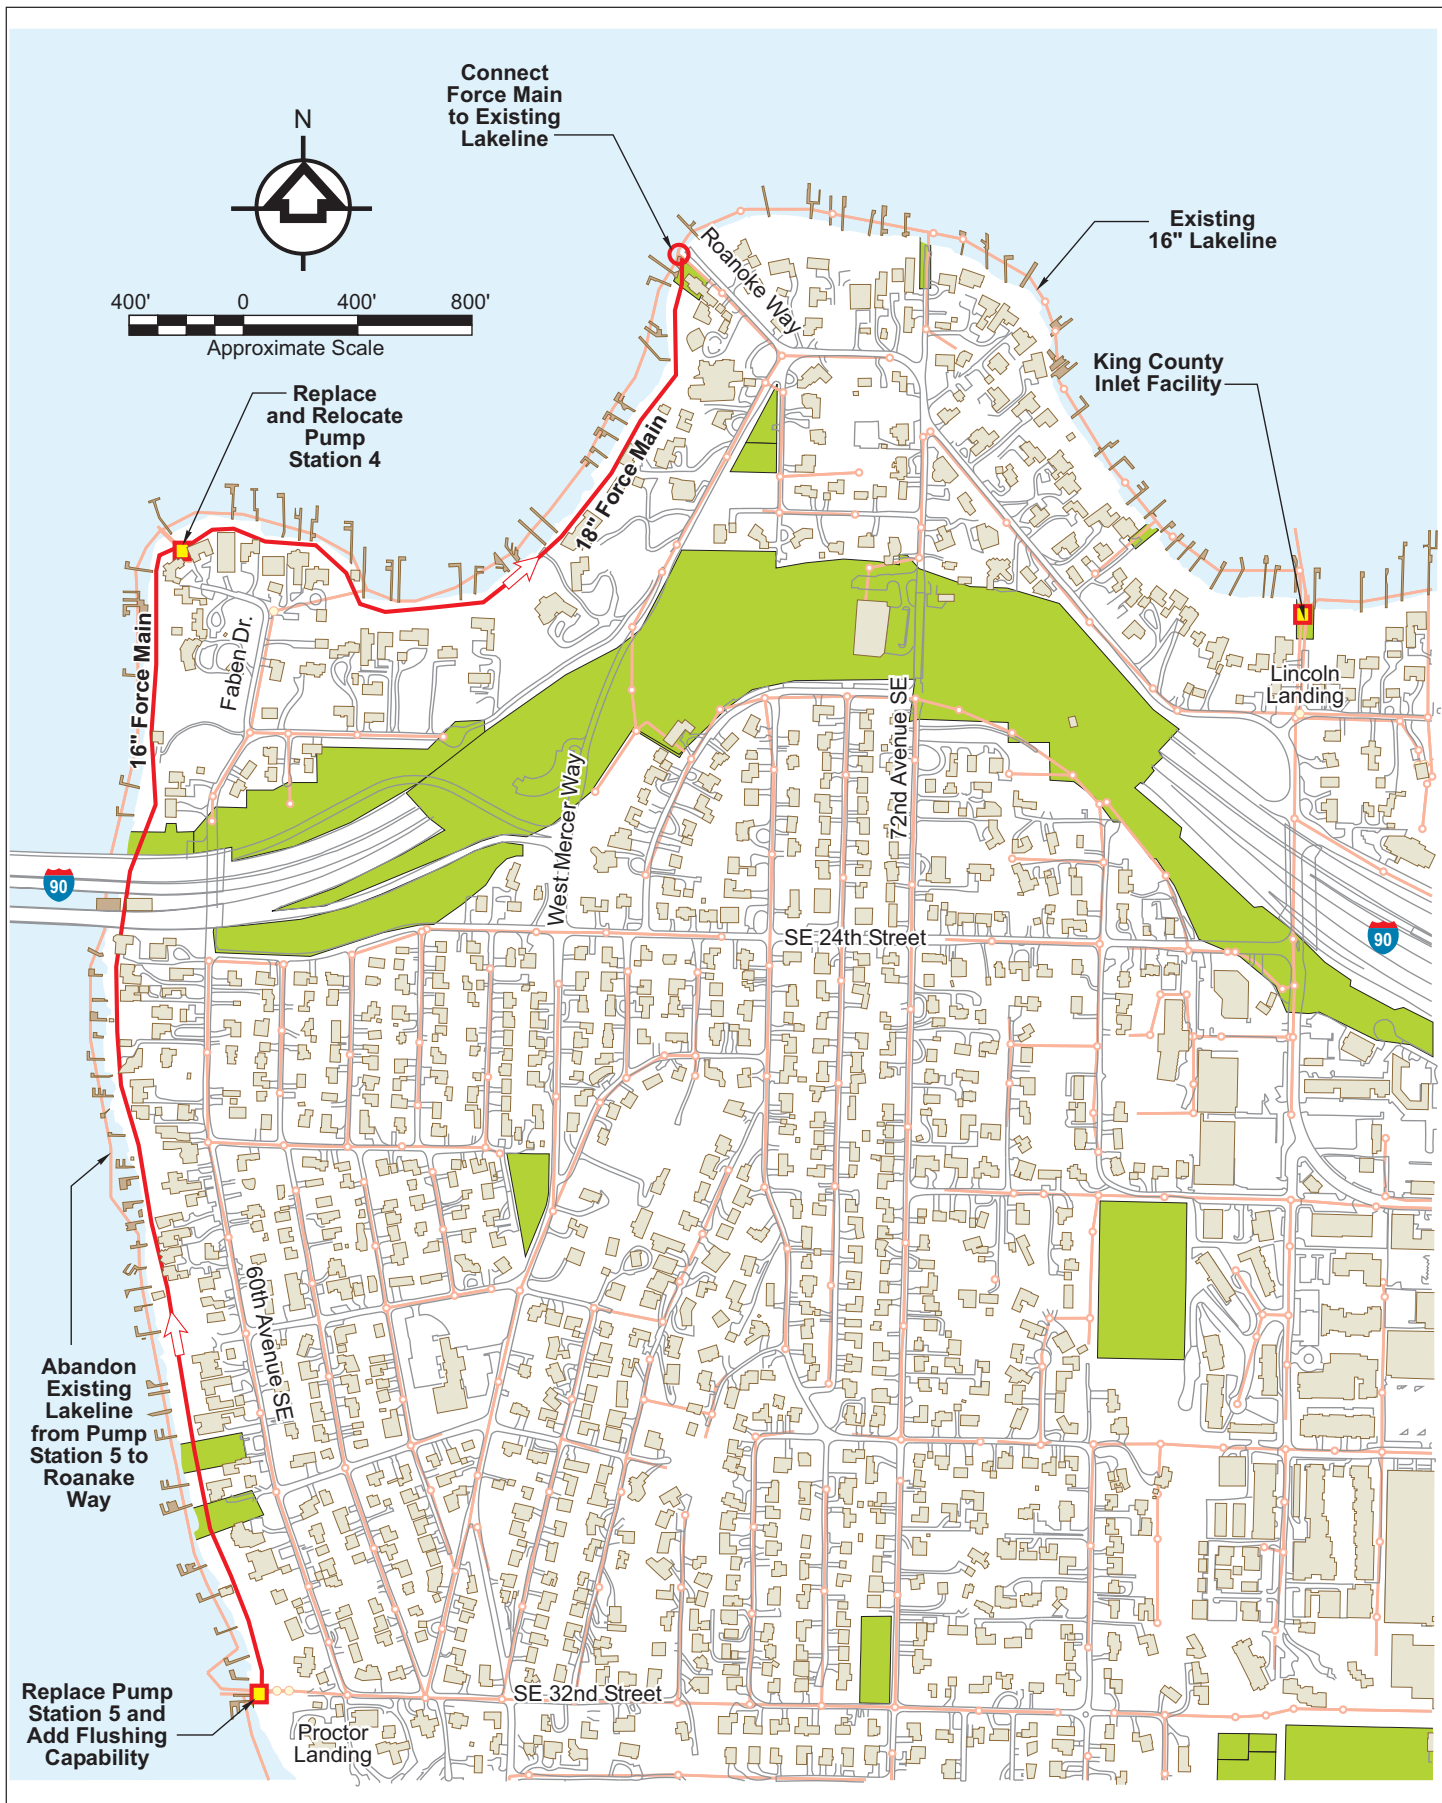 Connect
Force Main
to Existing
Lakeline
N
400' 0 400' 800'
Approximate Scale
Roanoke Way
Existing
16" Lakeline
King County
Inlet Facility
Replace
and Relocate
Pump
Station 4
18" Force Main
16" Force Main
Faben Dr.
Lincoln
Landing
72nd Avenue SE
West Mercer Way
90
SE 24th Street
90
60th Avenue SE
Abandon
Existing
Lakeline
from Pump
Station 5 to
Roanake
Way
Replace Pump
Station 5 and
Add Flushing
Capability
SE 32nd Street
Proctor
Landing